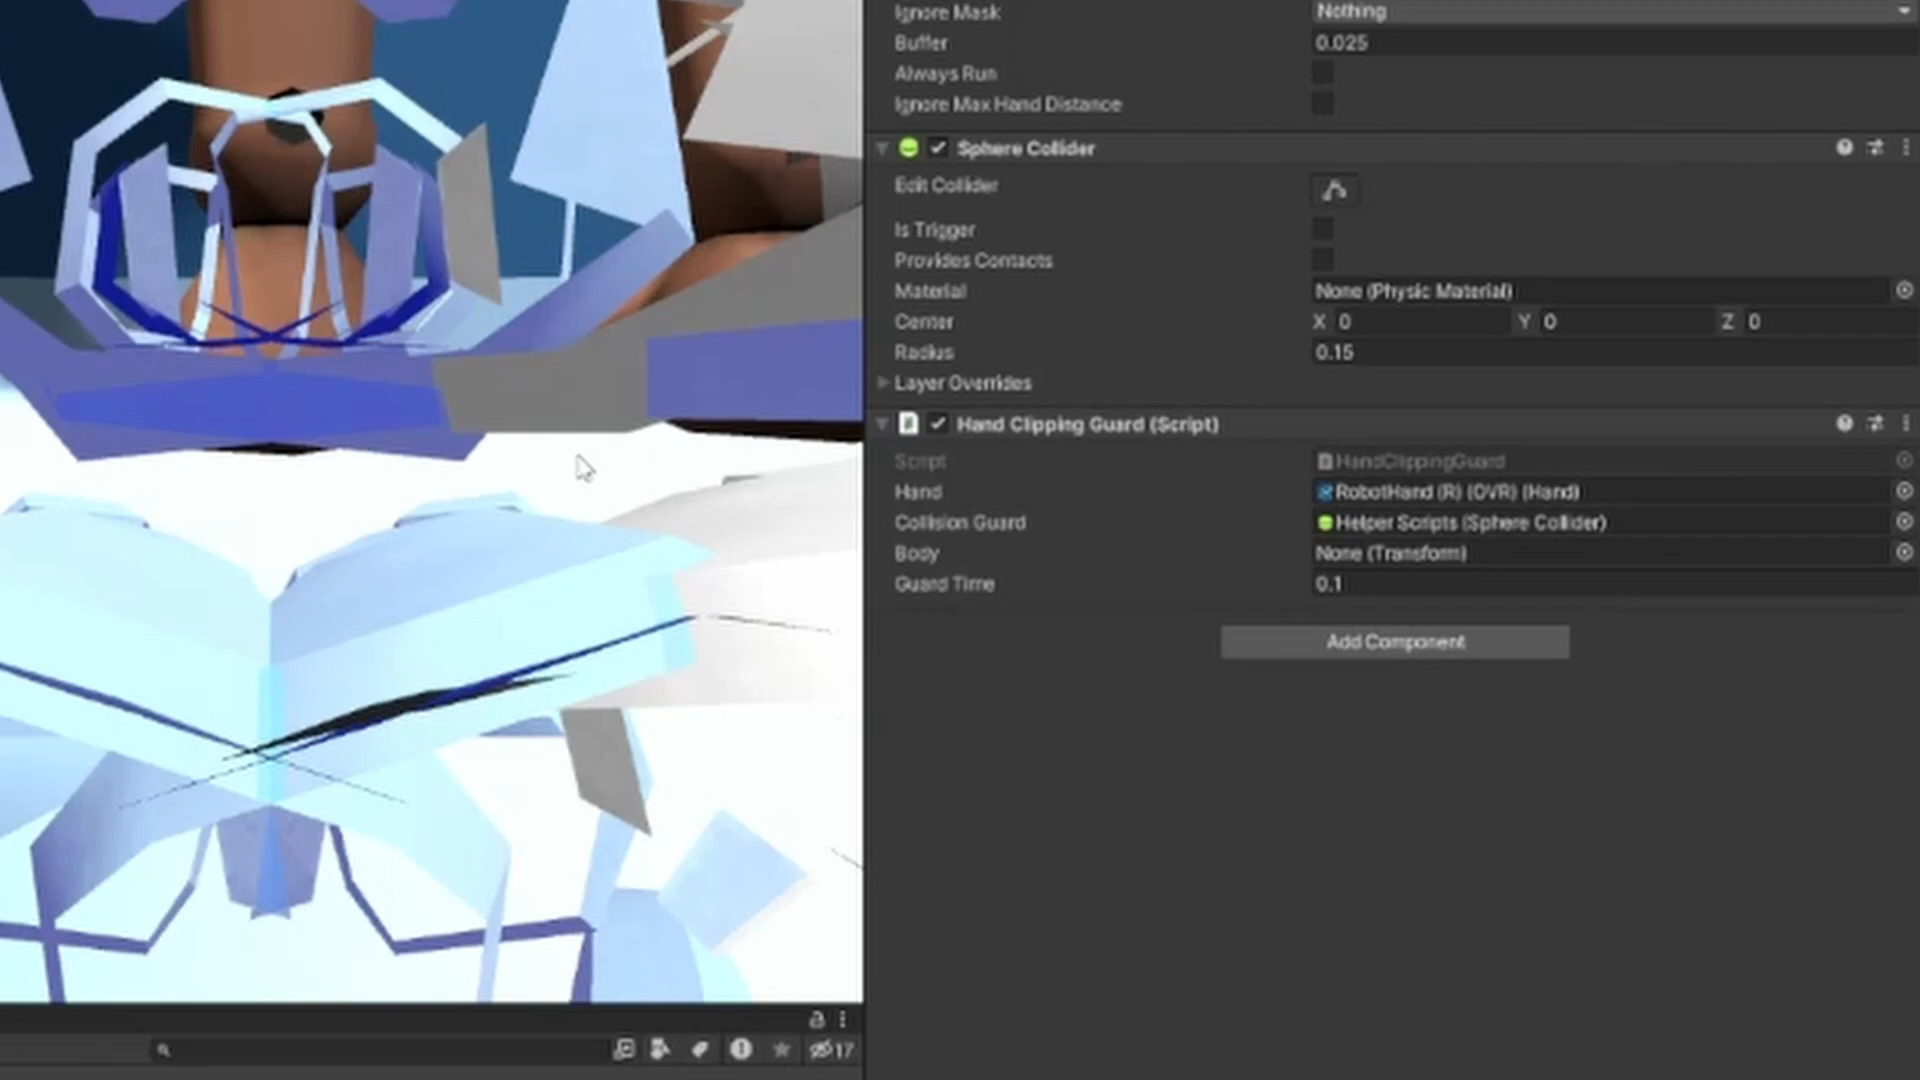 Ignore Mask Nothing
Buffer 0.025
Always Run
Ignore Max Hand Distance
Sphere Collider
Edit Collider
Is Trigger
Provides Contacts
Material None (Physic Material)
Center X 0 Y 0 Z 0
Radius 0.15
Layer Overrides
Hand Clipping Guard (Script)
Script HandClippingGuard
Hand RobotHand (R) (OVR) (Hand)
Collision Guard Helper Scripts (Sphere Collider)
Body None (Transform)
Guard Time 0.1
Add Component
17